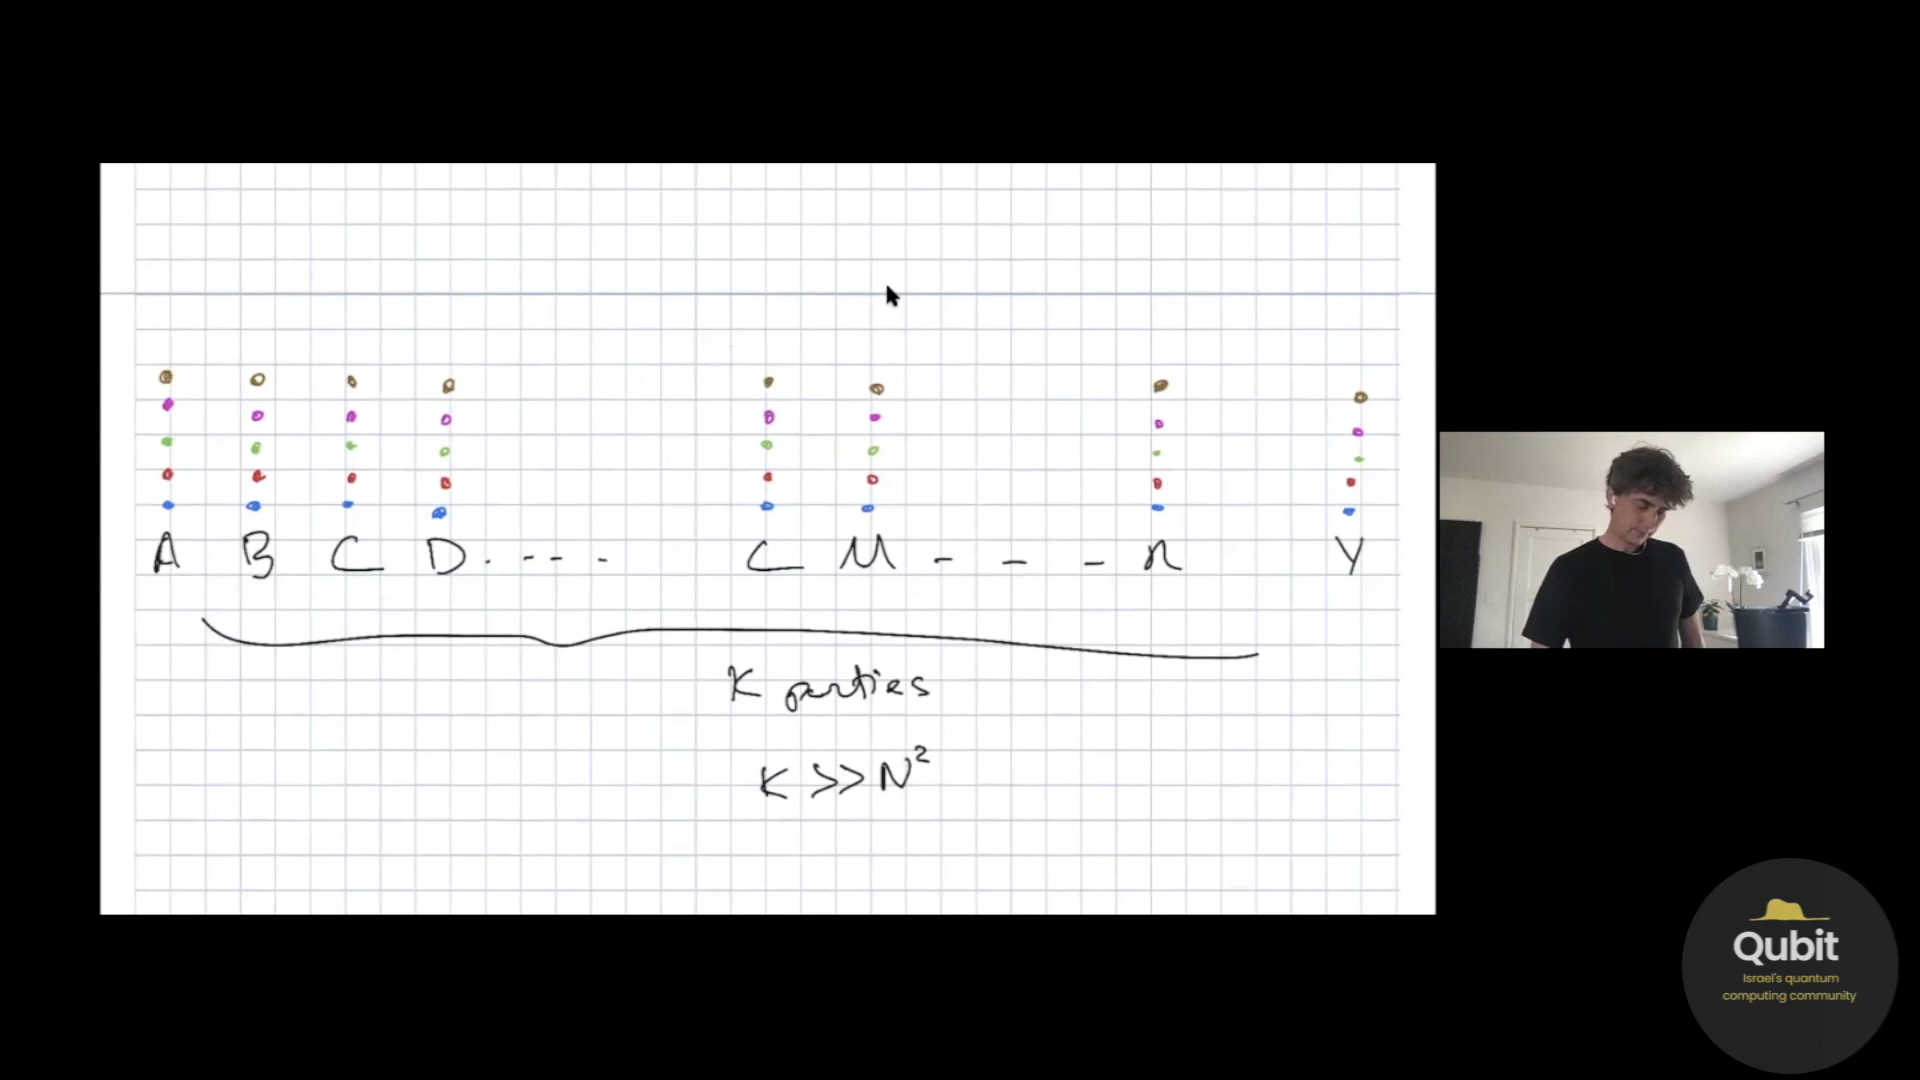 A B C D . - - - L M - - - R Y
K parties
K >> N²
Qubit
Israel's quantum
computing community